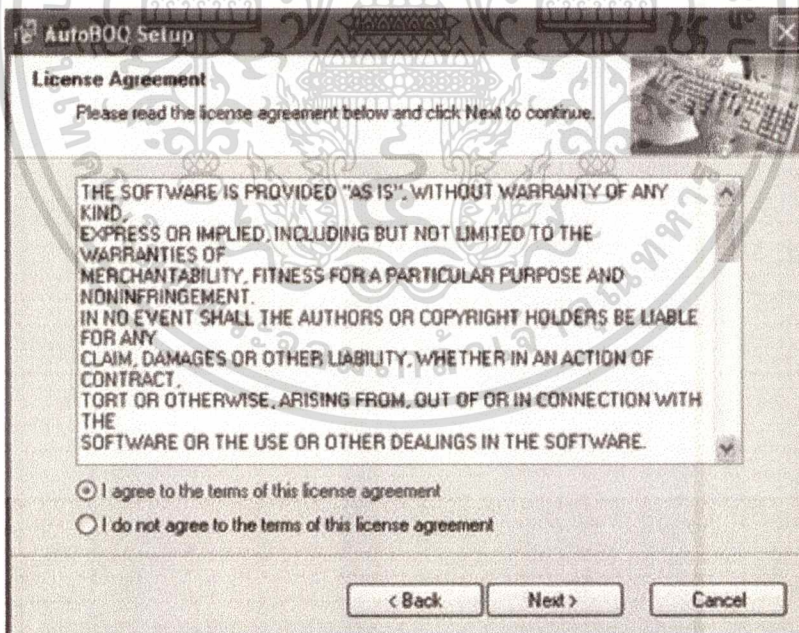 AutoBOQ Setup
License Agreement
Please read the license agreement below and click Next to continue.
THE SOFTWARE IS PROVIDED "AS IS", WITHOUT WARRANTY OF ANY
KIND,
EXPRESS OR IMPLIED, INCLUDING BUT NOT LIMITED TO THE
WARRANTIES OF
MERCHANTABILITY, FITNESS FOR A PARTICULAR PURPOSE AND
NONINFRINGEMENT.
IN NO EVENT SHALL THE AUTHORS OR COPYRIGHT HOLDERS BE LIABLE
FOR ANY
CLAIM, DAMAGES OR OTHER LIABILITY, WHETHER IN AN ACTION OF
CONTRACT,
TORT OR OTHERWISE, ARISING FROM, OUT OF OR IN CONNECTION WITH
THE
SOFTWARE OR THE USE OR OTHER DEALINGS IN THE SOFTWARE.
I agree to the terms of this license agreement
I do not agree to the terms of this license agreement
< Back
Next >
Cancel